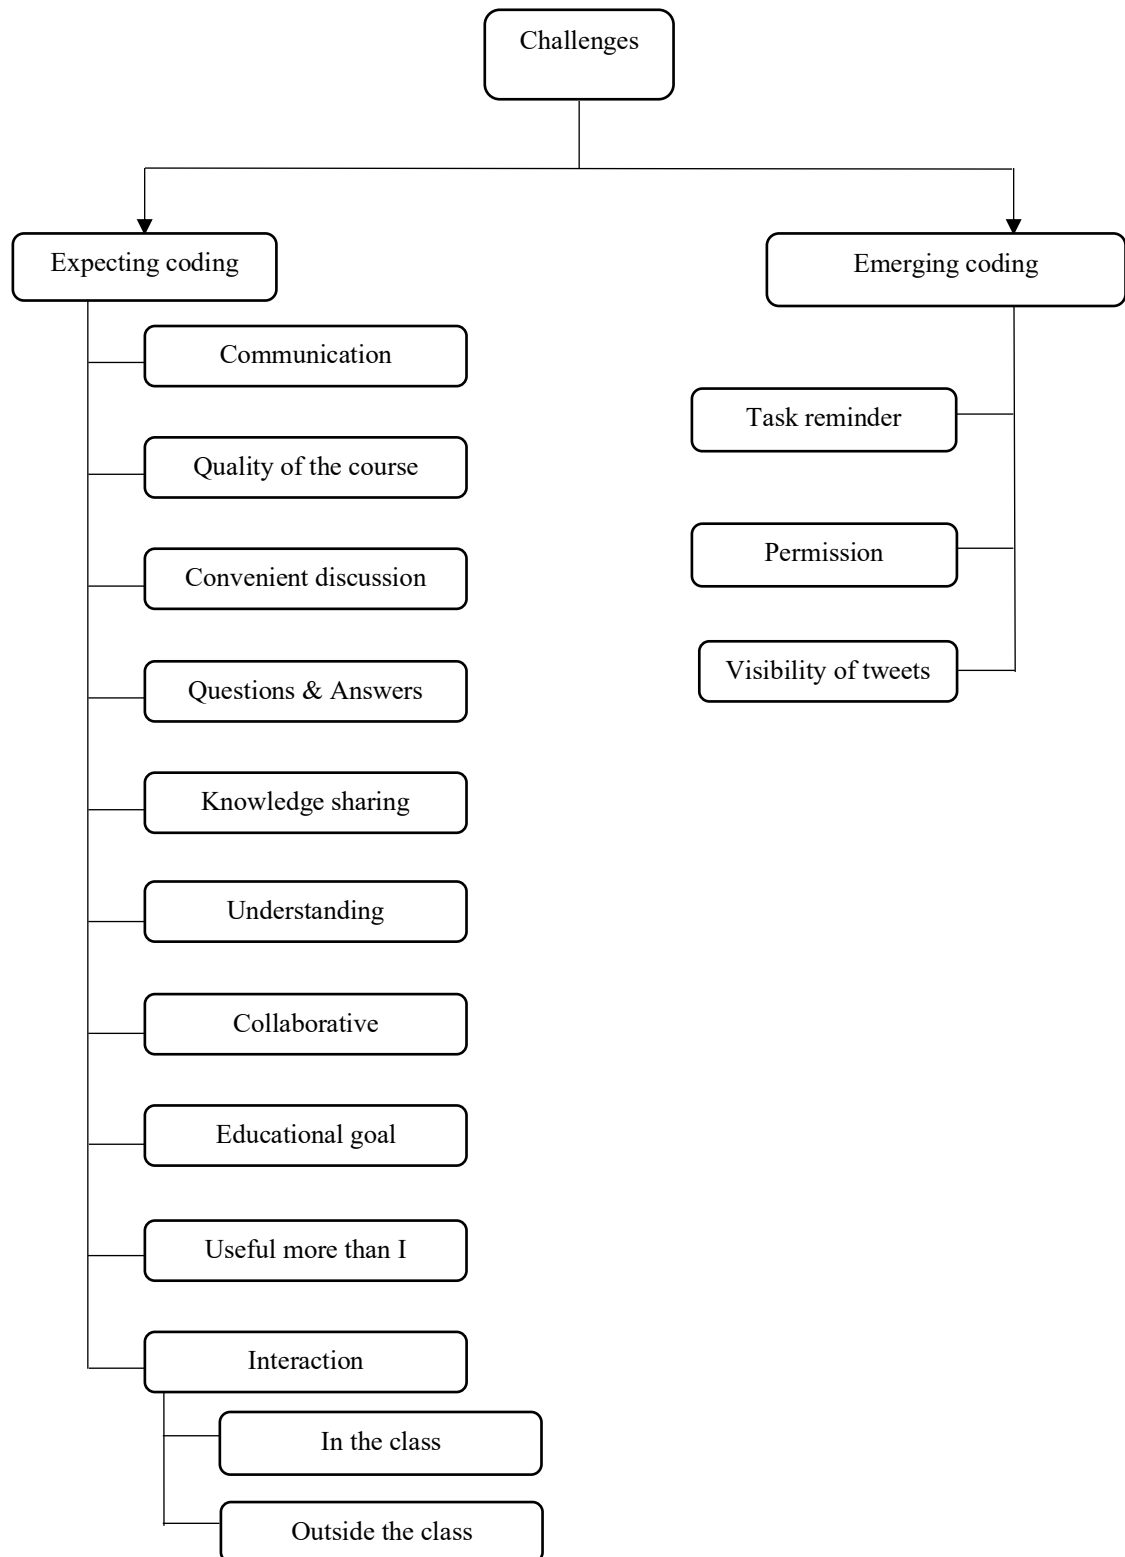 Challenges
Expecting coding
Emerging coding
Communication
Quality of the course
Convenient discussion
Questions & Answers
Knowledge sharing
Understanding
Collaborative
Educational goal
Useful more than I
Interaction
In the class
Outside the class
Task reminder
Permission
Visibility of tweets